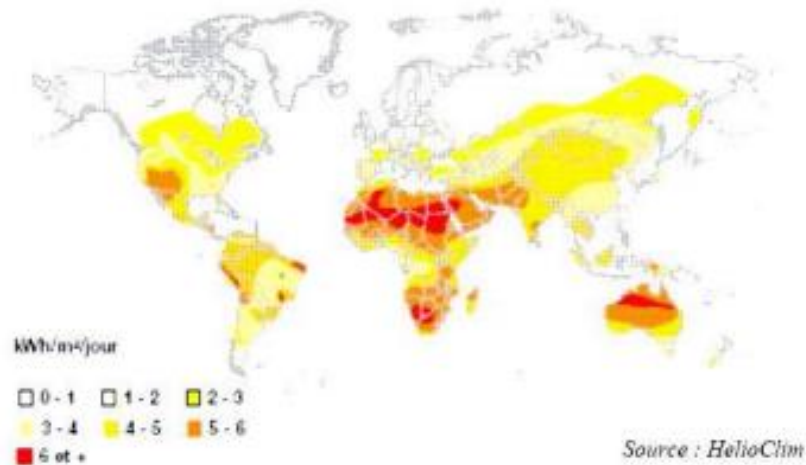 kWh/m²/jour
0 - 1 1 - 2 2 - 3
3 - 4 4 - 5 5 - 6
6 et +
Source : HelioClim